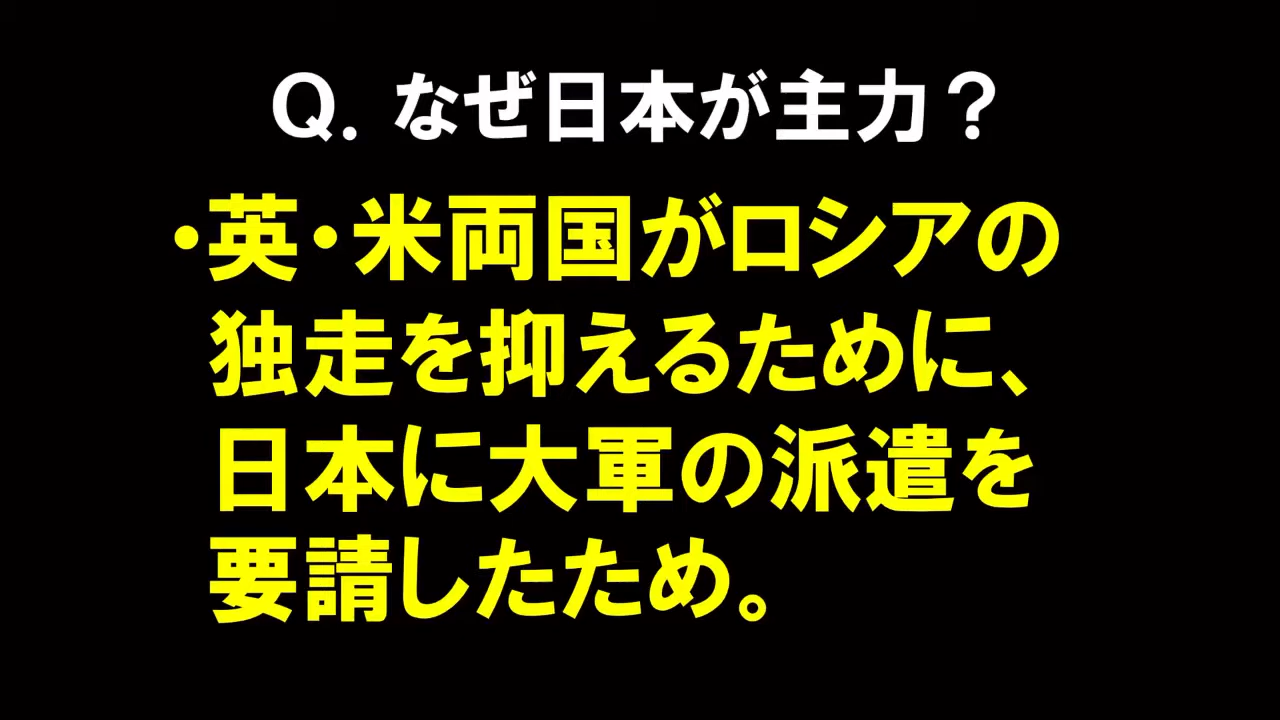 Q. なぜ日本が主力？
・英・米両国がロシアの
独走を抑えるために、
日本に大軍の派遣を
要請したため。